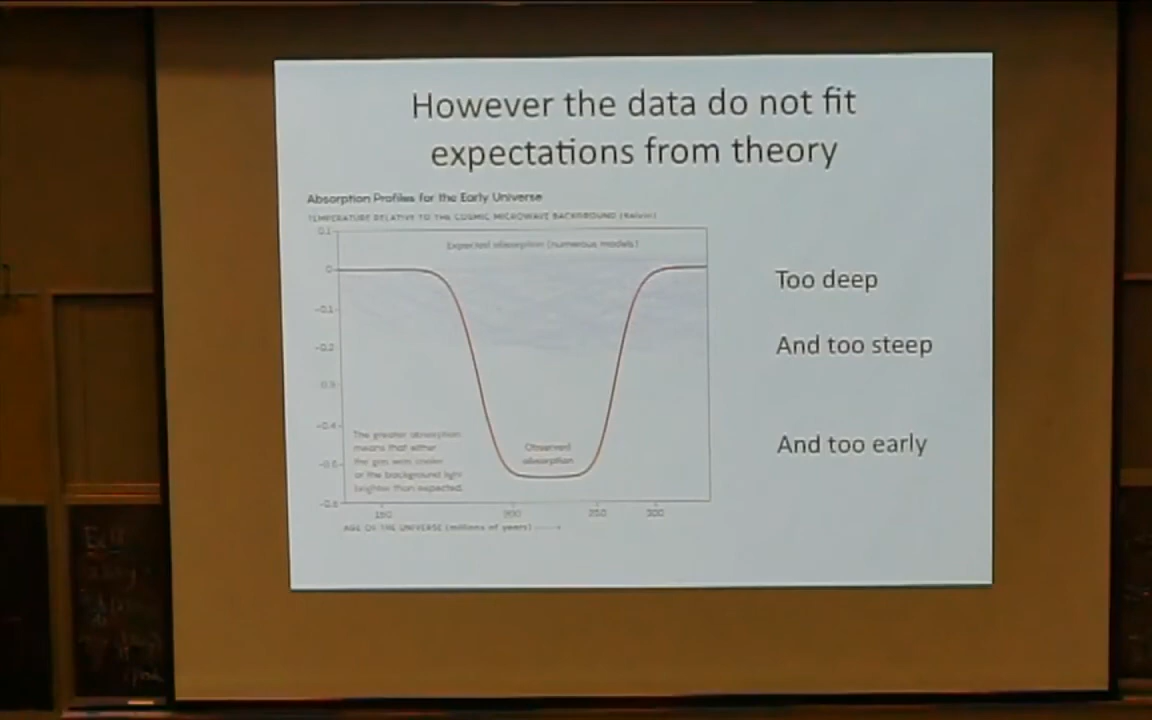 However the data do not fit
expectations from theory
Absorption Profiles for the Early Universe
TEMPERATURE RELATIVE TO THE COSMIC MICROWAVE BACKGROUND (Kelvin)
0.1
Expected absorption (numerous models)
0
-0.1
-0.2
-0.3
-0.4
-0.5
-0.6
The greater absorption
means that either
the gas was cooler
or the background light
brighter than expected
Observed
absorption
150
200
250
300
AGE OF THE UNIVERSE (millions of years)
Too deep
And too steep
And too early